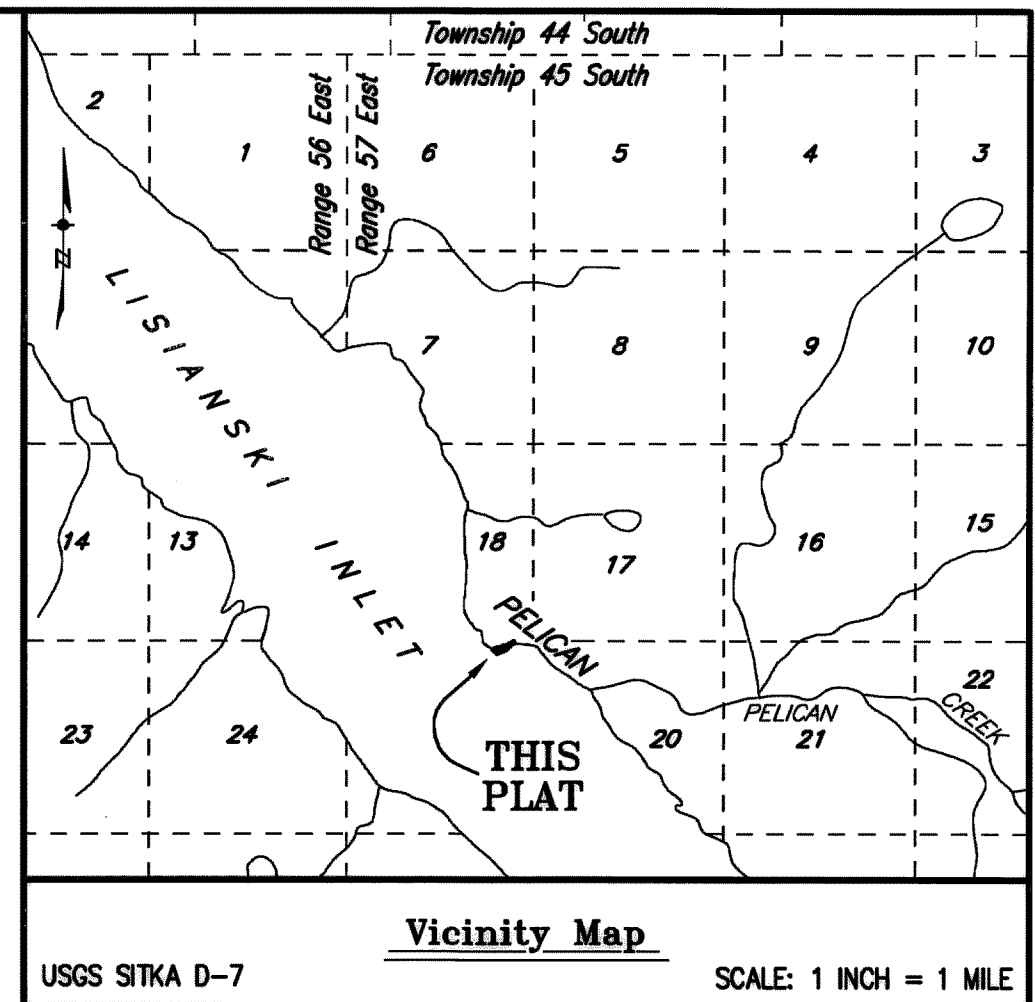 Township 44 South
Township 45 South
Range 56 East
Range 57 East
2
1
6
5
4
3
N
LISIANSKI INLET
7
8
9
10
14
13
18
17
16
15
PELICAN
23
24
20
PELICAN
21
22
CREEK
THIS
PLAT
Vicinity Map
USGS SITKA D-7
SCALE: 1 INCH = 1 MILE